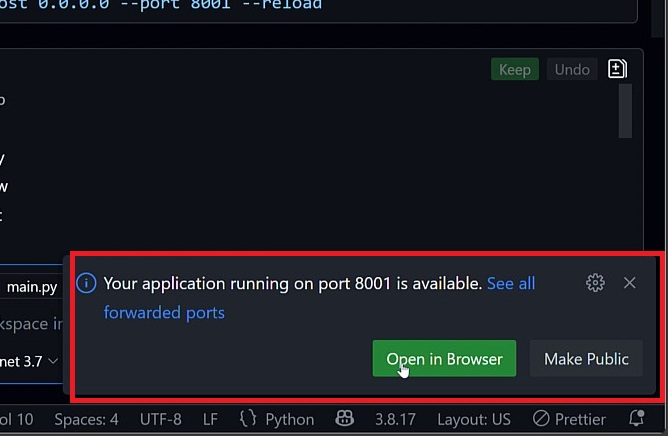 ost 0.0.0.0 --port 8001 --reload
Keep Undo
main.py
Your application running on port 8001 is available. See all
forwarded ports
kspace in
net 3.7
Open in Browser Make Public
ol 10 Spaces: 4 UTF-8 LF {} Python 3.8.17 Layout: US Prettier